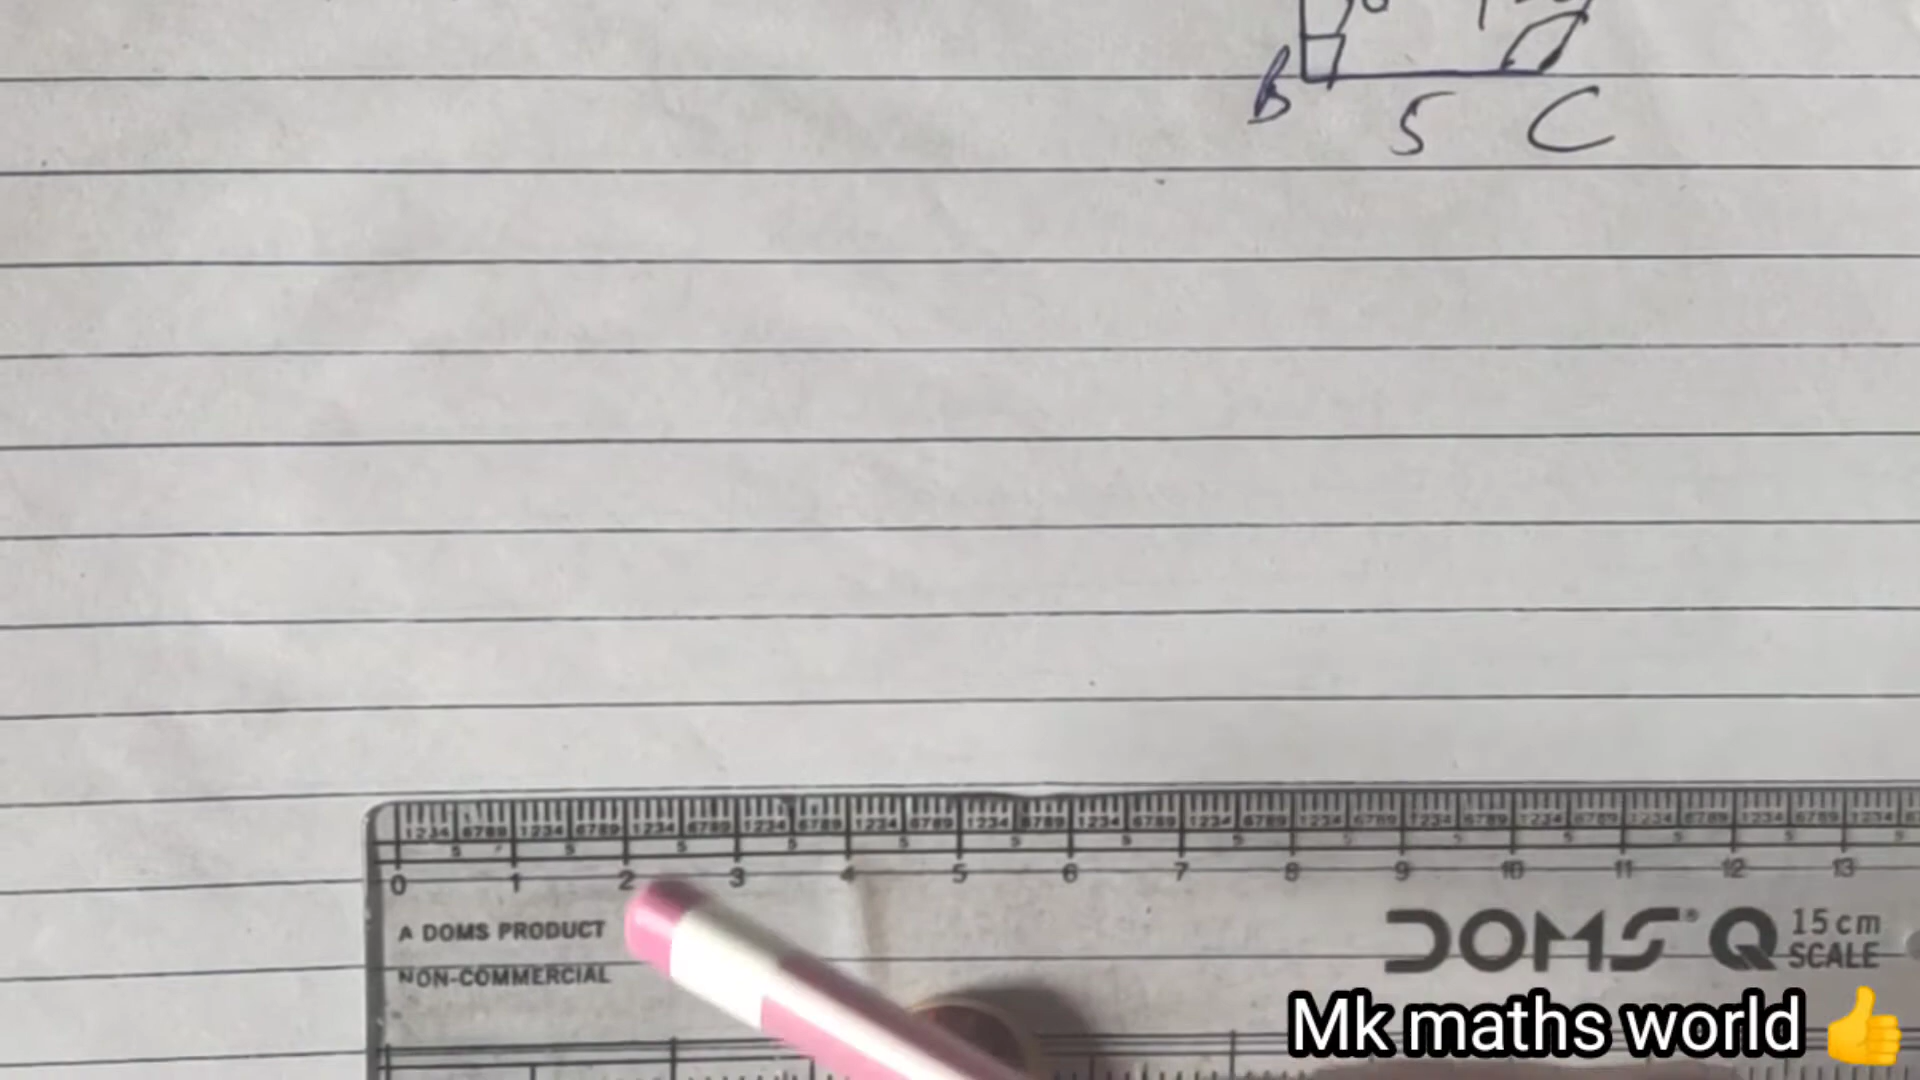 B
5 C
0 1 2 3 4 5 6 7 8 9 10 11 12 13
A DOMS PRODUCT
NON-COMMERCIAL
DOMS® Q 15 cm
SCALE
Mk maths world 👍